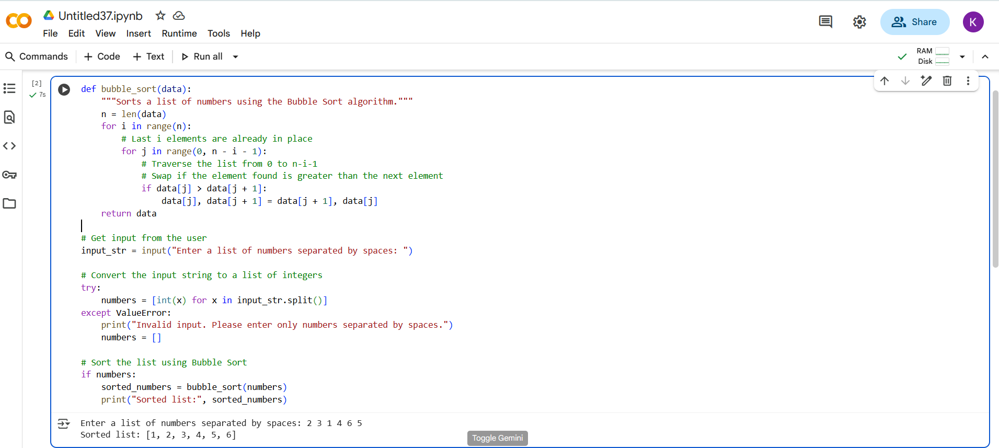 Untitled37.ipynb
File Edit View Insert Runtime Tools Help
Share
K
Commands + Code + Text Run all
RAM
Disk
[2]
7s
def bubble_sort(data):
    """Sorts a list of numbers using the Bubble Sort algorithm."""
    n = len(data)
    for i in range(n):
        # Last i elements are already in place
        for j in range(0, n - i - 1):
            # Traverse the list from 0 to n-i-1
            # Swap if the element found is greater than the next element
            if data[j] > data[j + 1]:
                data[j], data[j + 1] = data[j + 1], data[j]
    return data
# Get input from the user
input_str = input("Enter a list of numbers separated by spaces: ")
# Convert the input string to a list of integers
try:
    numbers = [int(x) for x in input_str.split()]
except ValueError:
    print("Invalid input. Please enter only numbers separated by spaces.")
    numbers = []
# Sort the list using Bubble Sort
if numbers:
    sorted_numbers = bubble_sort(numbers)
    print("Sorted list:", sorted_numbers)
Enter a list of numbers separated by spaces: 2 3 1 4 6 5
Sorted list: [1, 2, 3, 4, 5, 6]
Toggle Gemini